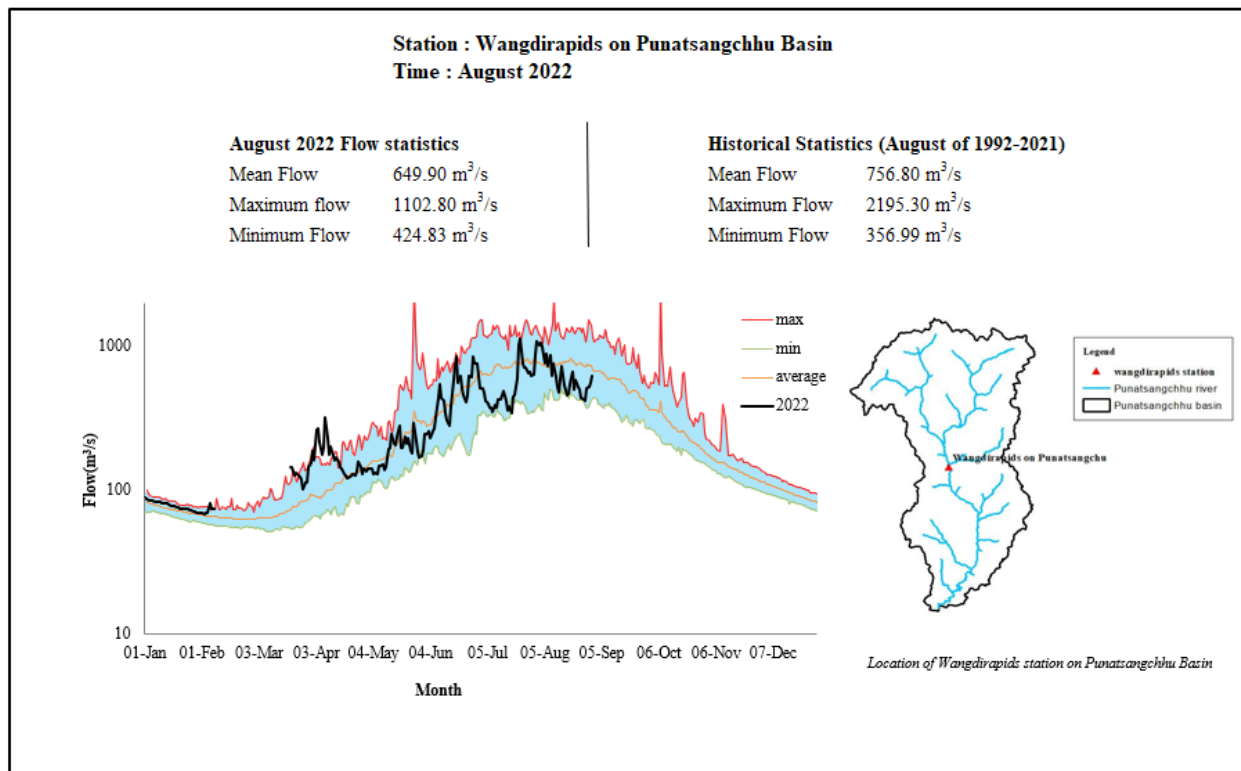 Station : Wangdirapids on Punatsangchhu Basin
Time : August 2022
August 2022 Flow statistics
Mean Flow 649.90 m³/s
Maximum flow 1102.80 m³/s
Minimum Flow 424.83 m³/s
Historical Statistics (August of 1992-2021)
Mean Flow 756.80 m³/s
Maximum Flow 2195.30 m³/s
Minimum Flow 356.99 m³/s
Flow(m³/s)
1000
100
10
01-Jan 01-Feb 03-Mar 03-Apr 04-May 04-Jun 05-Jul 05-Aug 05-Sep 06-Oct 06-Nov 07-Dec
Month
max
min
average
2022
Wangdirapids on Punatsangchu
Legend
wangdirapids station
Punatsangchhu river
Punatsangchhu basin
Location of Wangdirapids station on Punatsangchhu Basin